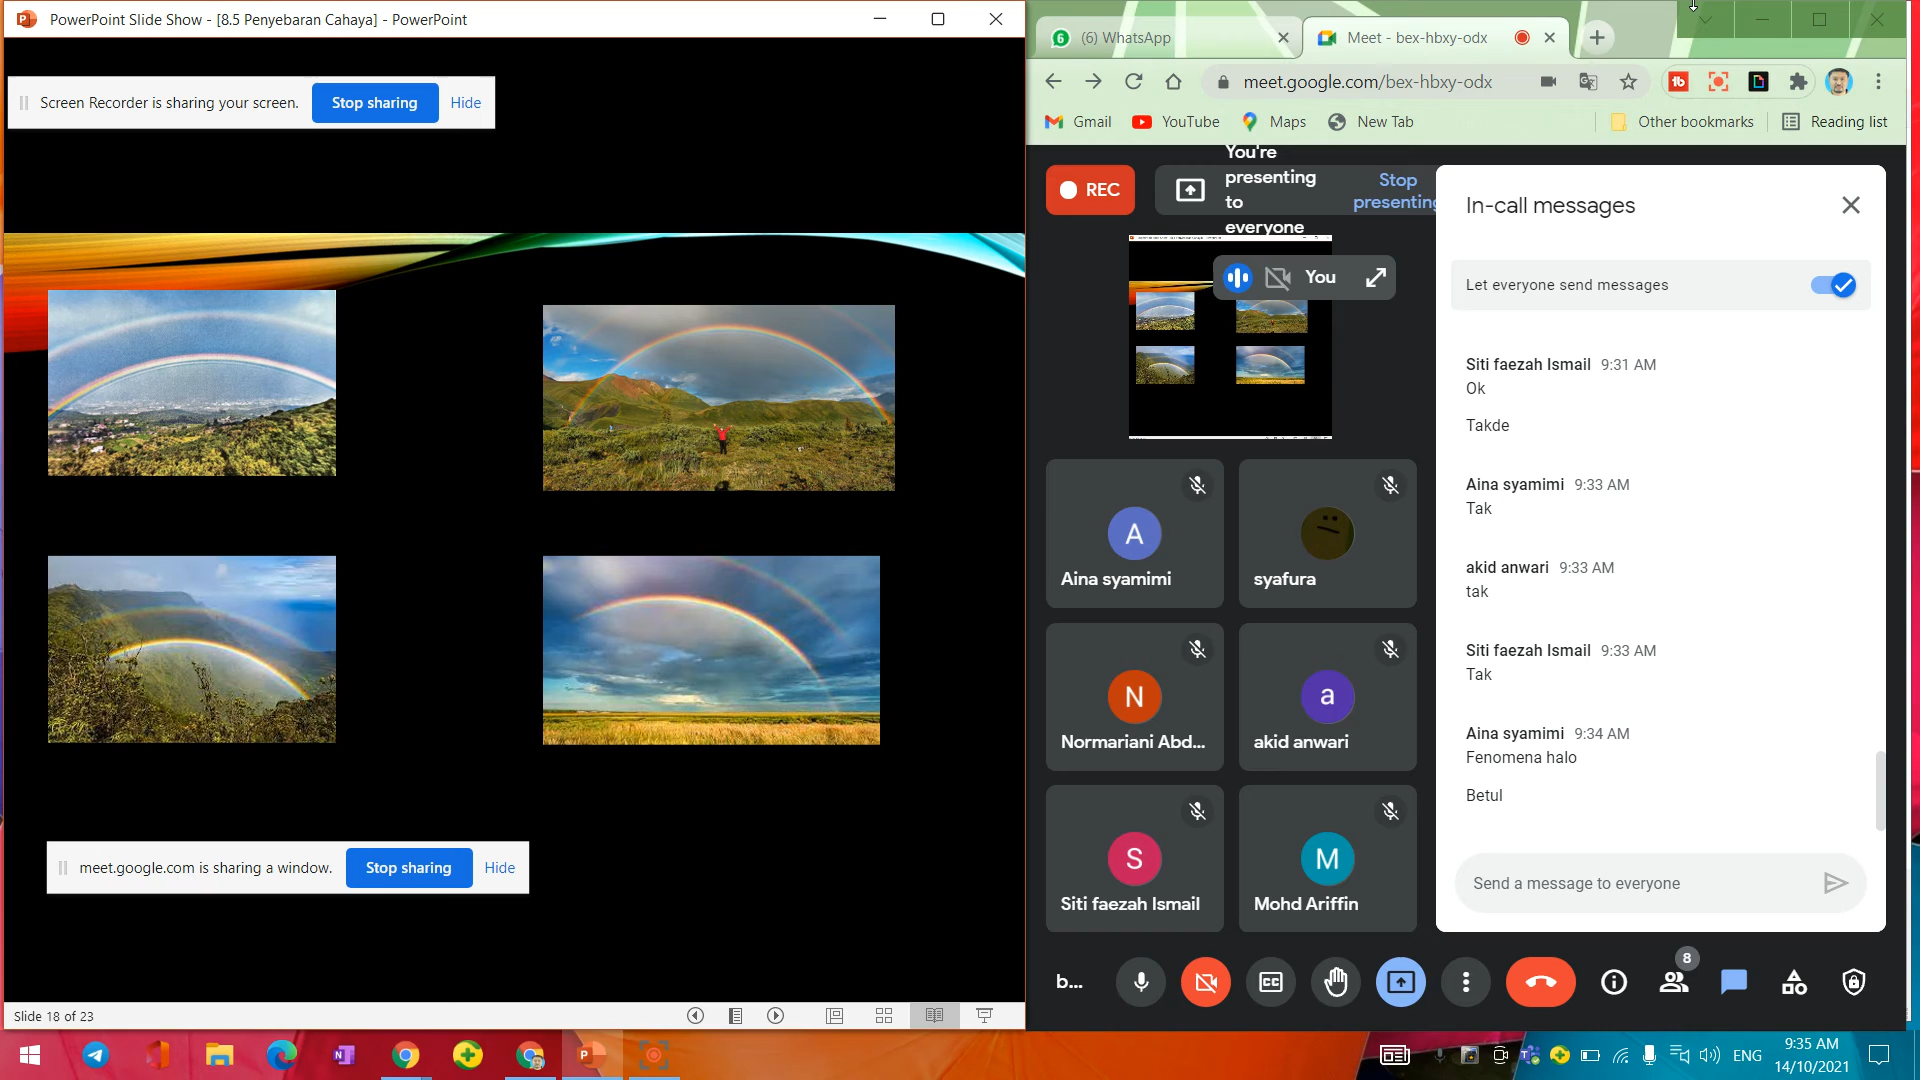 PowerPoint Slide Show - [8.5 Penyebaran Cahaya] - PowerPoint
Screen Recorder is sharing your screen. Stop sharing Hide
meet.google.com is sharing a window. Stop sharing Hide
Slide 18 of 23
6 (6) WhatsApp
Meet - bex-hbxy-odx
meet.google.com/bex-hbxy-odx
Gmail YouTube Maps New Tab Other bookmarks Reading list
REC
You're
presenting
to
everyone
Stop
presenting
You
A
Aina syamimi
syafura
N
Normariani Abd...
a
akid anwari
S
Siti faezah Ismail
M
Mohd Ariffin
In-call messages
Let everyone send messages
Siti faezah Ismail 9:31 AM
Ok
Takde
Aina syamimi 9:33 AM
Tak
akid anwari 9:33 AM
tak
Siti faezah Ismail 9:33 AM
Tak
Aina syamimi 9:34 AM
Fenomena halo
Betul
Send a message to everyone
b...
CC
8
ENG
9:35 AM
14/10/2021